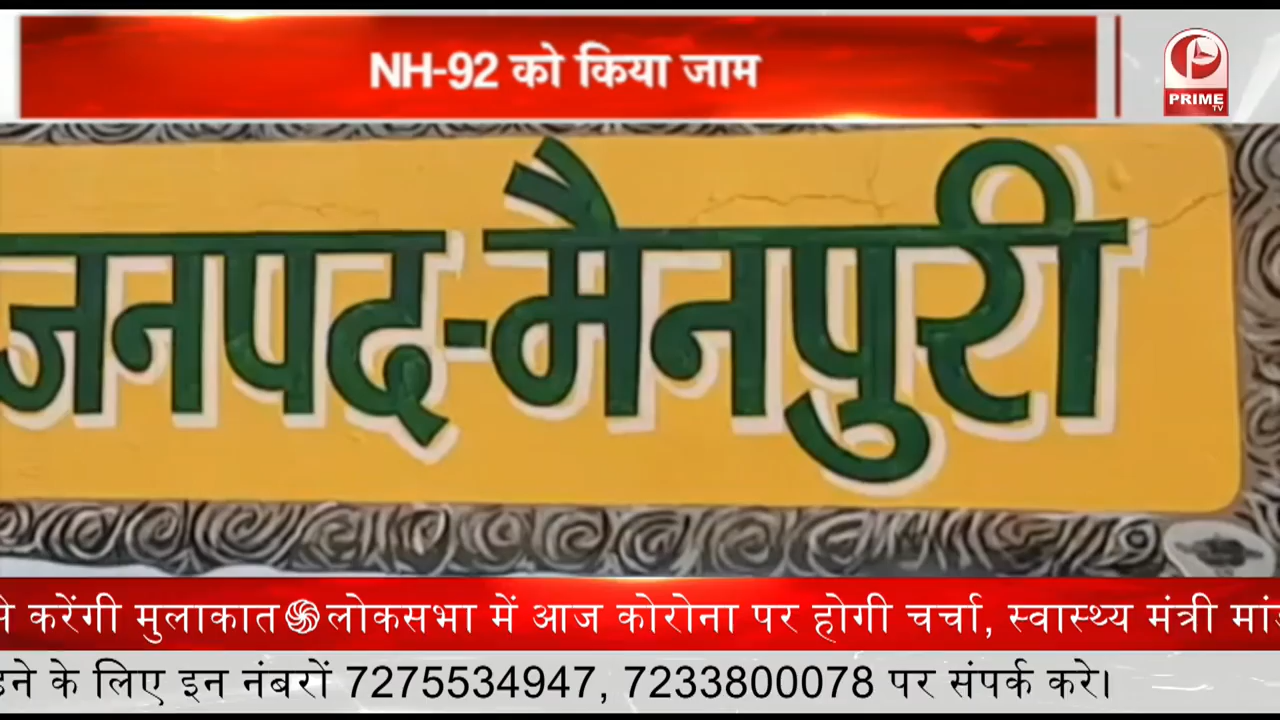 NH-92 को किया जाम
PRIME
TV
जनपद-मैनपुरी
करेंगी मुलाकात लोकसभा में आज कोरोना पर होगी चर्चा, स्वास्थ्य मंत्री
के लिए इन नंबरों 7275534947, 7233800078 पर संपर्क करे।